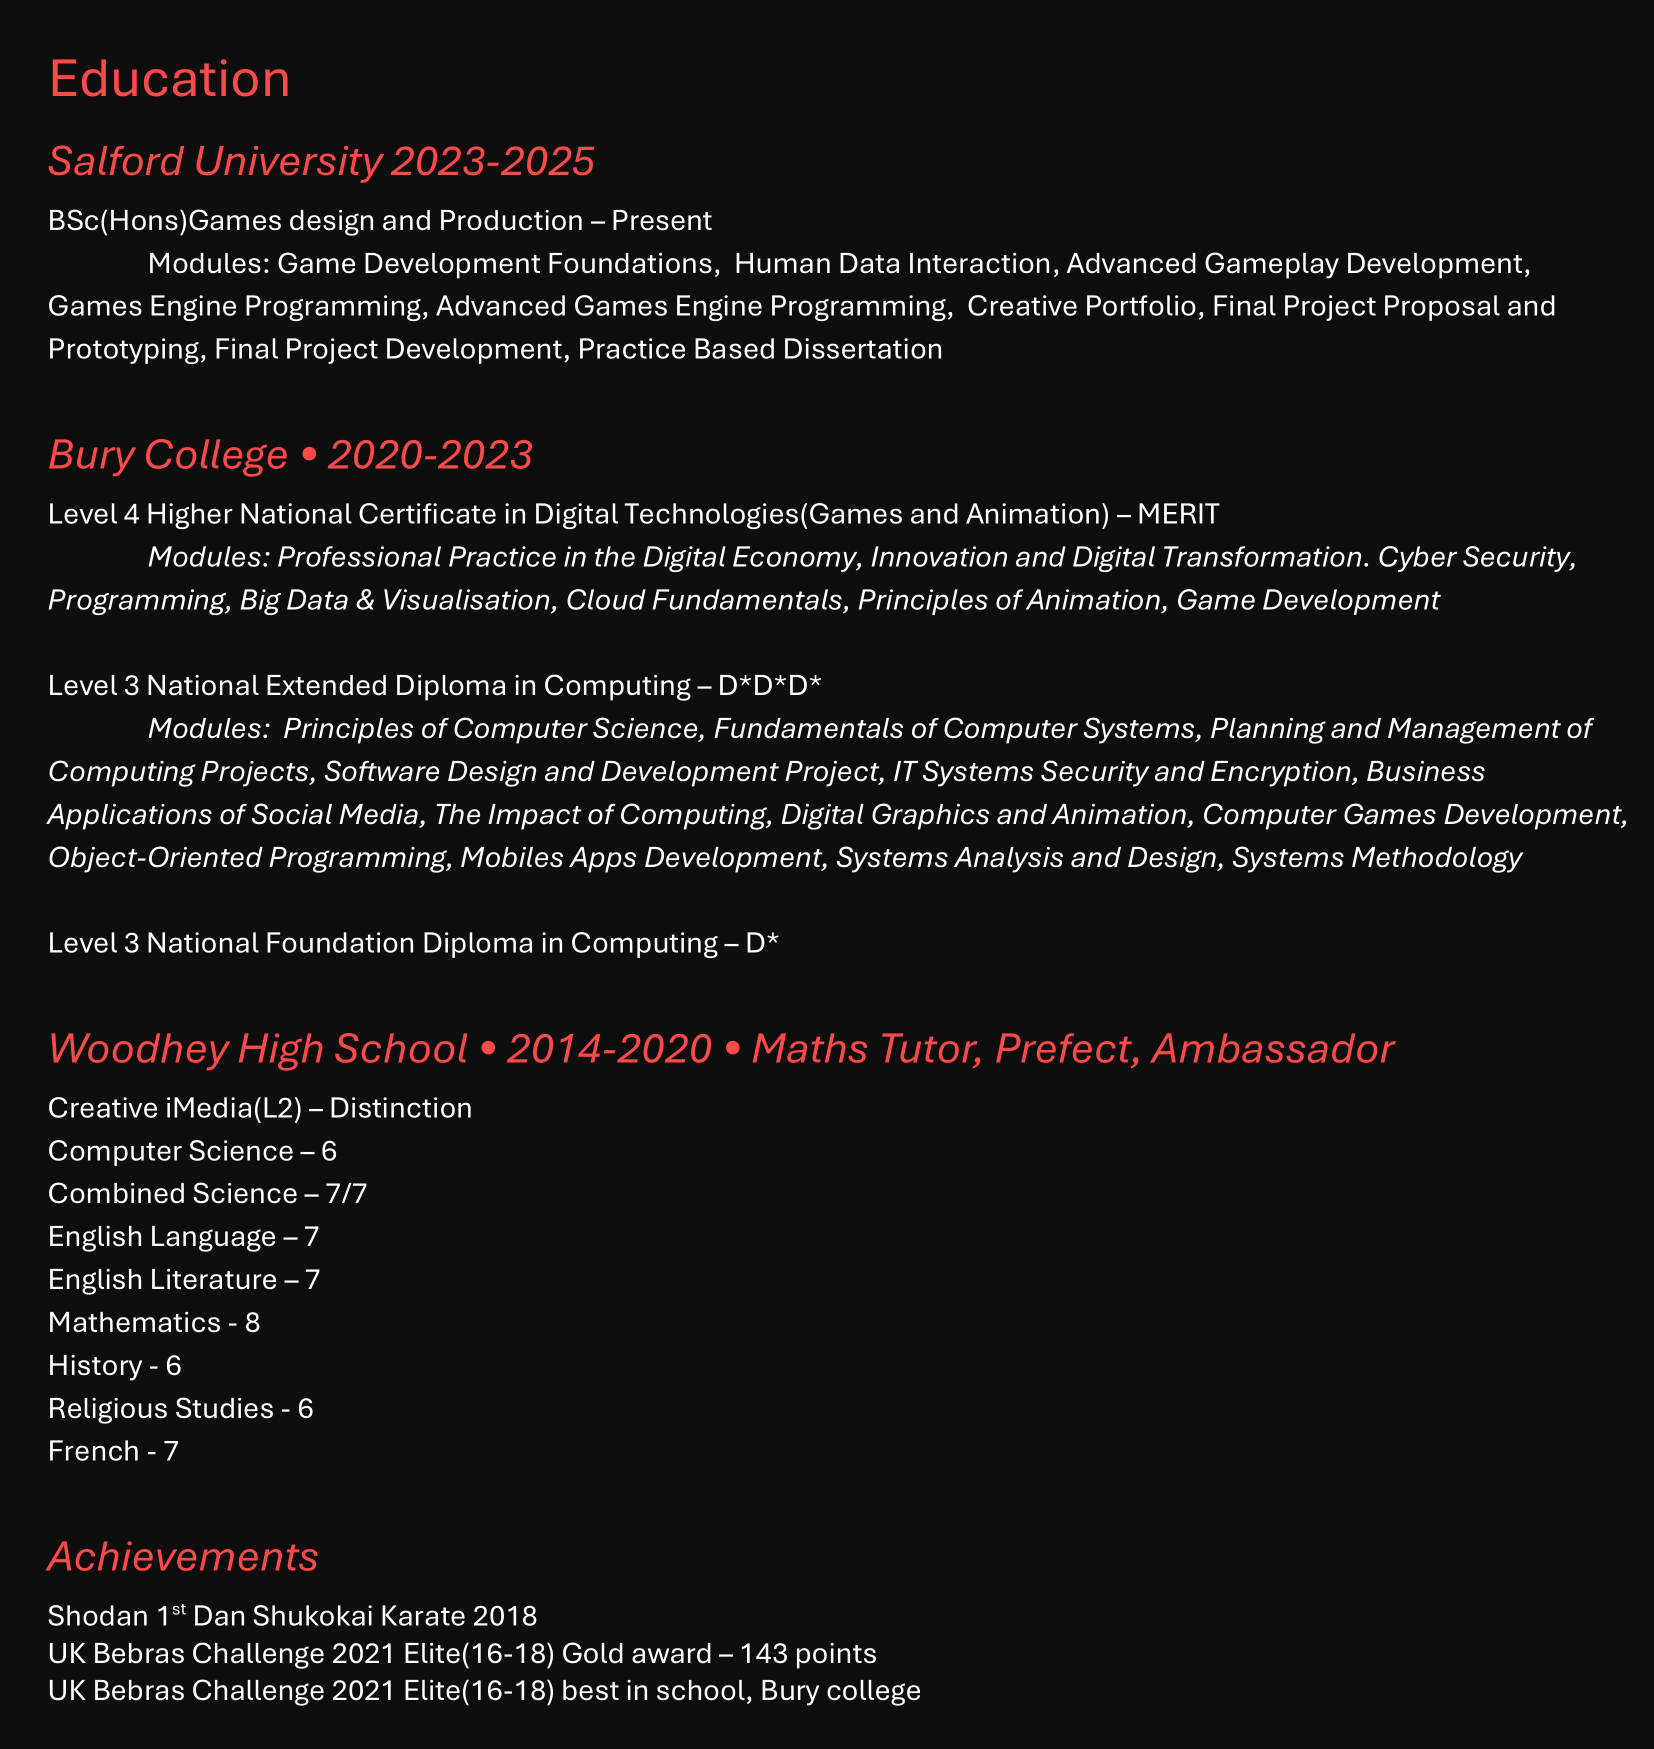 Education
Salford University 2023-2025
BSc(Hons)Games design and Production – Present
Modules: Game Development Foundations,  Human Data Interaction, Advanced Gameplay Development,
Games Engine Programming, Advanced Games Engine Programming,  Creative Portfolio, Final Project Proposal and
Prototyping, Final Project Development, Practice Based Dissertation
Bury College • 2020-2023
Level 4 Higher National Certificate in Digital Technologies(Games and Animation) – MERIT
Modules: Professional Practice in the Digital Economy, Innovation and Digital Transformation. Cyber Security,
Programming, Big Data & Visualisation, Cloud Fundamentals, Principles of Animation, Game Development
Level 3 National Extended Diploma in Computing – D*D*D*
Modules:  Principles of Computer Science, Fundamentals of Computer Systems, Planning and Management of
Computing Projects, Software Design and Development Project, IT Systems Security and Encryption, Business
Applications of Social Media, The Impact of Computing, Digital Graphics and Animation, Computer Games Development,
Object-Oriented Programming, Mobiles Apps Development, Systems Analysis and Design, Systems Methodology
Level 3 National Foundation Diploma in Computing – D*
Woodhey High School • 2014-2020 • Maths Tutor, Prefect, Ambassador
Creative iMedia(L2) – Distinction
Computer Science – 6
Combined Science – 7/7
English Language – 7
English Literature – 7
Mathematics - 8
History - 6
Religious Studies - 6
French - 7
Achievements
Shodan 1st Dan Shukokai Karate 2018
UK Bebras Challenge 2021 Elite(16-18) Gold award – 143 points
UK Bebras Challenge 2021 Elite(16-18) best in school, Bury college